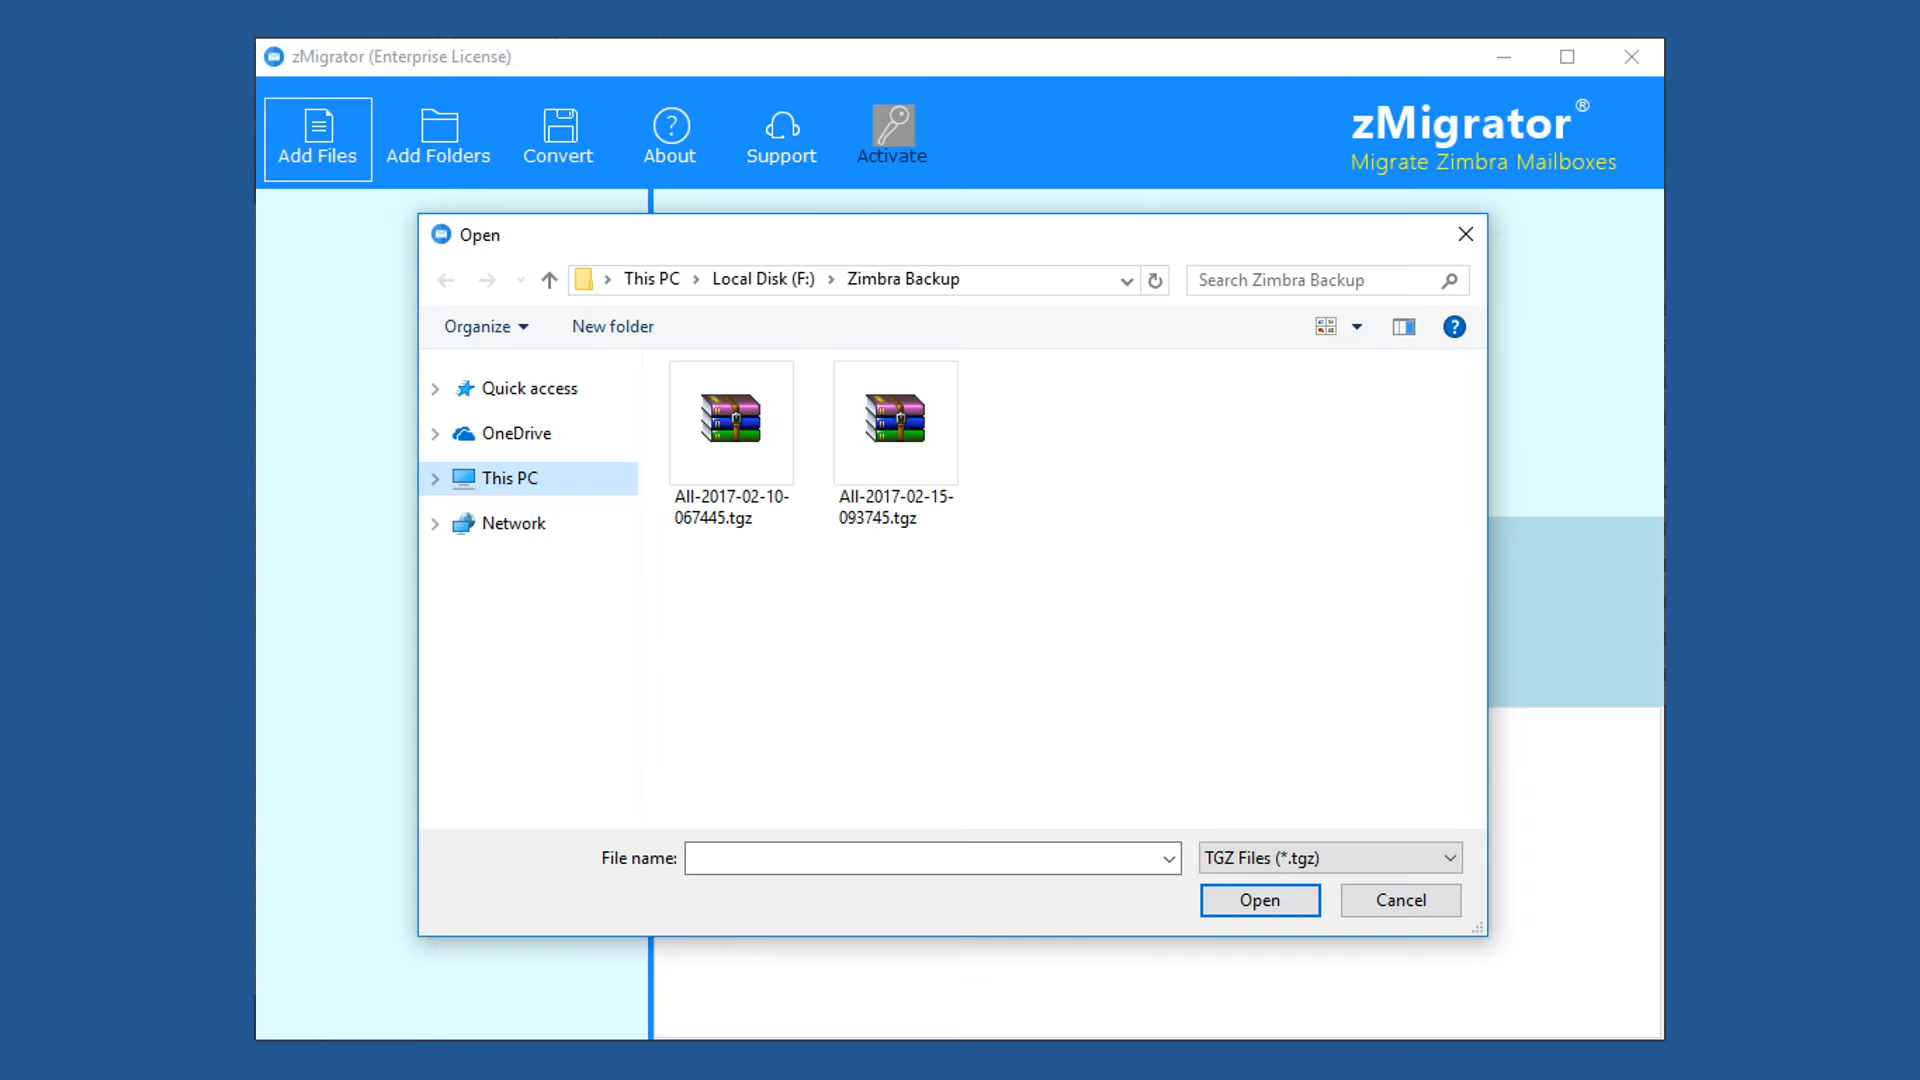 zMigrator (Enterprise License)
Add Files
Add Folders
Convert
About
Support
Activate
zMigrator®
Migrate Zimbra Mailboxes
Open
This PC > Local Disk (F:) > Zimbra Backup
Search Zimbra Backup
Organize
New folder
Quick access
OneDrive
This PC
Network
All-2017-02-10-
067445.tgz
All-2017-02-15-
093745.tgz
File name:
TGZ Files (*.tgz)
Open
Cancel